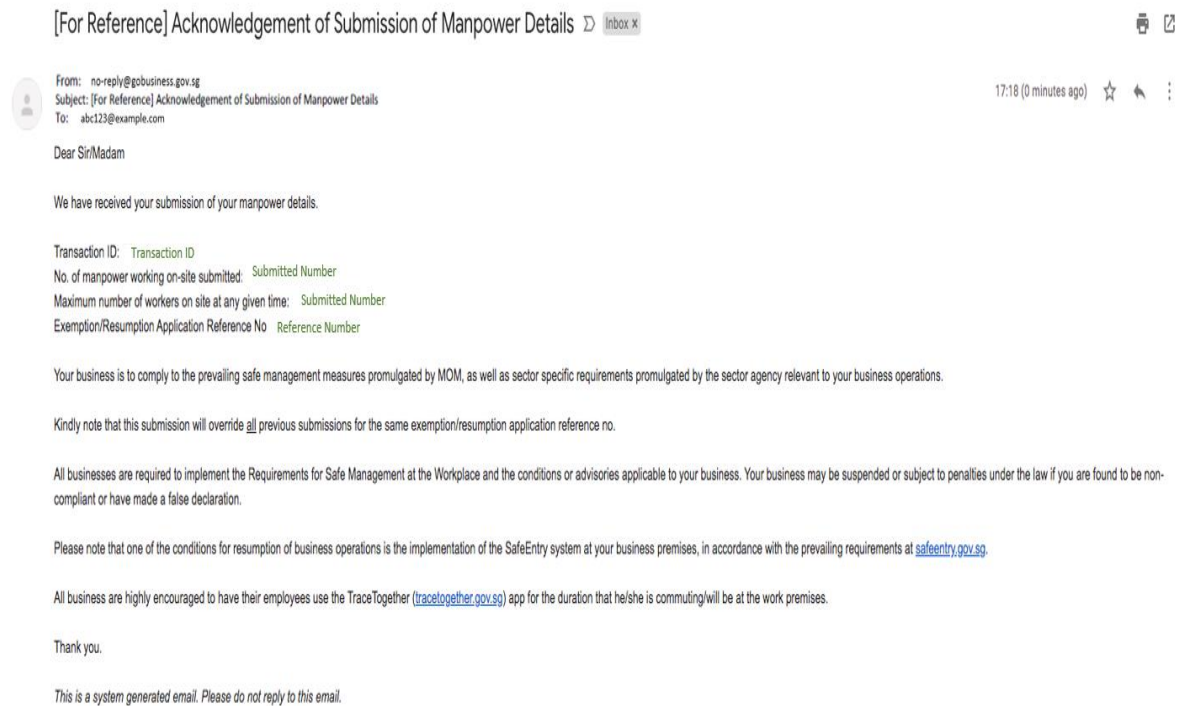 [For Reference] Acknowledgement of Submission of Manpower Details Inbox x
From: no-reply@gobusiness.gov.sg
Subject: [For Reference] Acknowledgement of Submission of Manpower Details
To: abc123@example.com
17:18 (0 minutes ago)
Dear Sir/Madam
We have received your submission of your manpower details.
Transaction ID: Transaction ID
No. of manpower working on-site submitted: Submitted Number
Maximum number of workers on site at any given time: Submitted Number
Exemption/Resumption Application Reference No Reference Number
Your business is to comply to the prevailing safe management measures promulgated by MOM, as well as sector specific requirements promulgated by the sector agency relevant to your business operations.
Kindly note that this submission will override all previous submissions for the same exemption/resumption application reference no.
All businesses are required to implement the Requirements for Safe Management at the Workplace and the conditions or advisories applicable to your business. Your business may be suspended or subject to penalties under the law if you are found to be non-
compliant or have made a false declaration.
Please note that one of the conditions for resumption of business operations is the implementation of the SafeEntry system at your business premises, in accordance with the prevailing requirements at safeentry.gov.sg.
All business are highly encouraged to have their employees use the TraceTogether (tracetogether.gov.sg) app for the duration that he/she is commuting/will be at the work premises.
Thank you.
This is a system generated email. Please do not reply to this email.